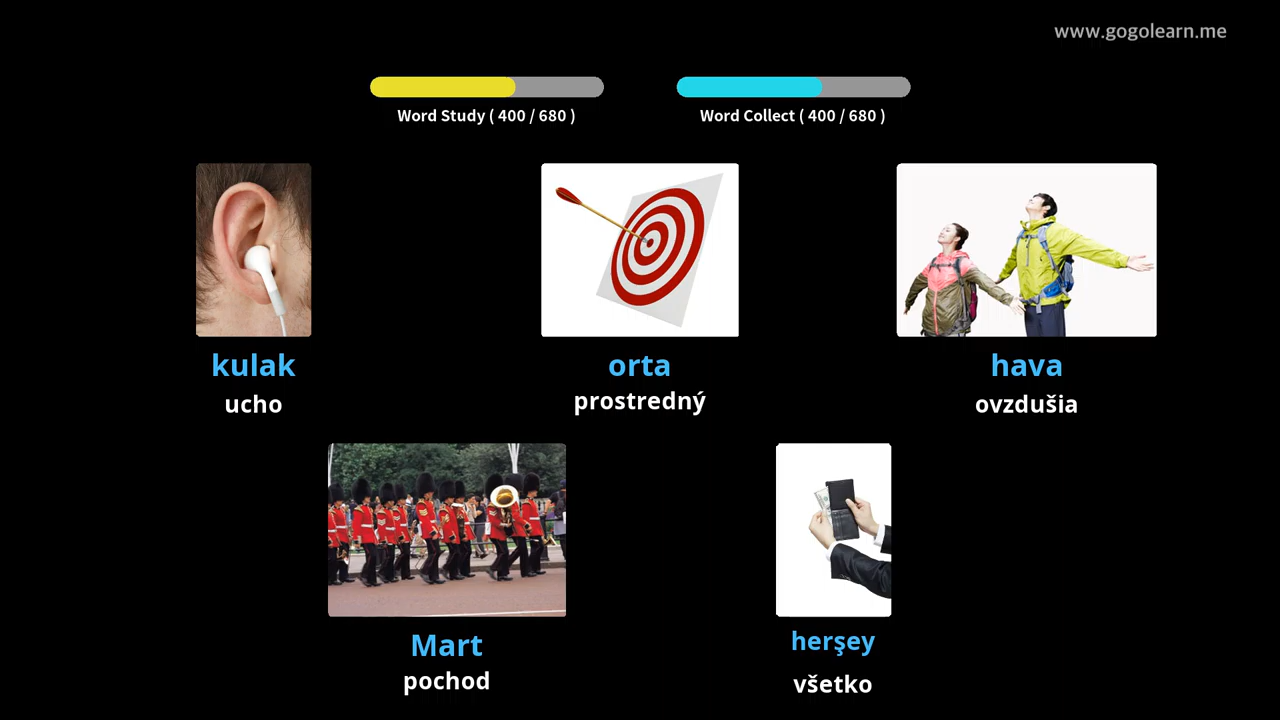 www.gogolearn.me
Word Study ( 400 / 680 )
Word Collect ( 400 / 680 )
kulak
ucho
orta
prostredný
hava
ovzdušia
Mart
pochod
herşey
všetko